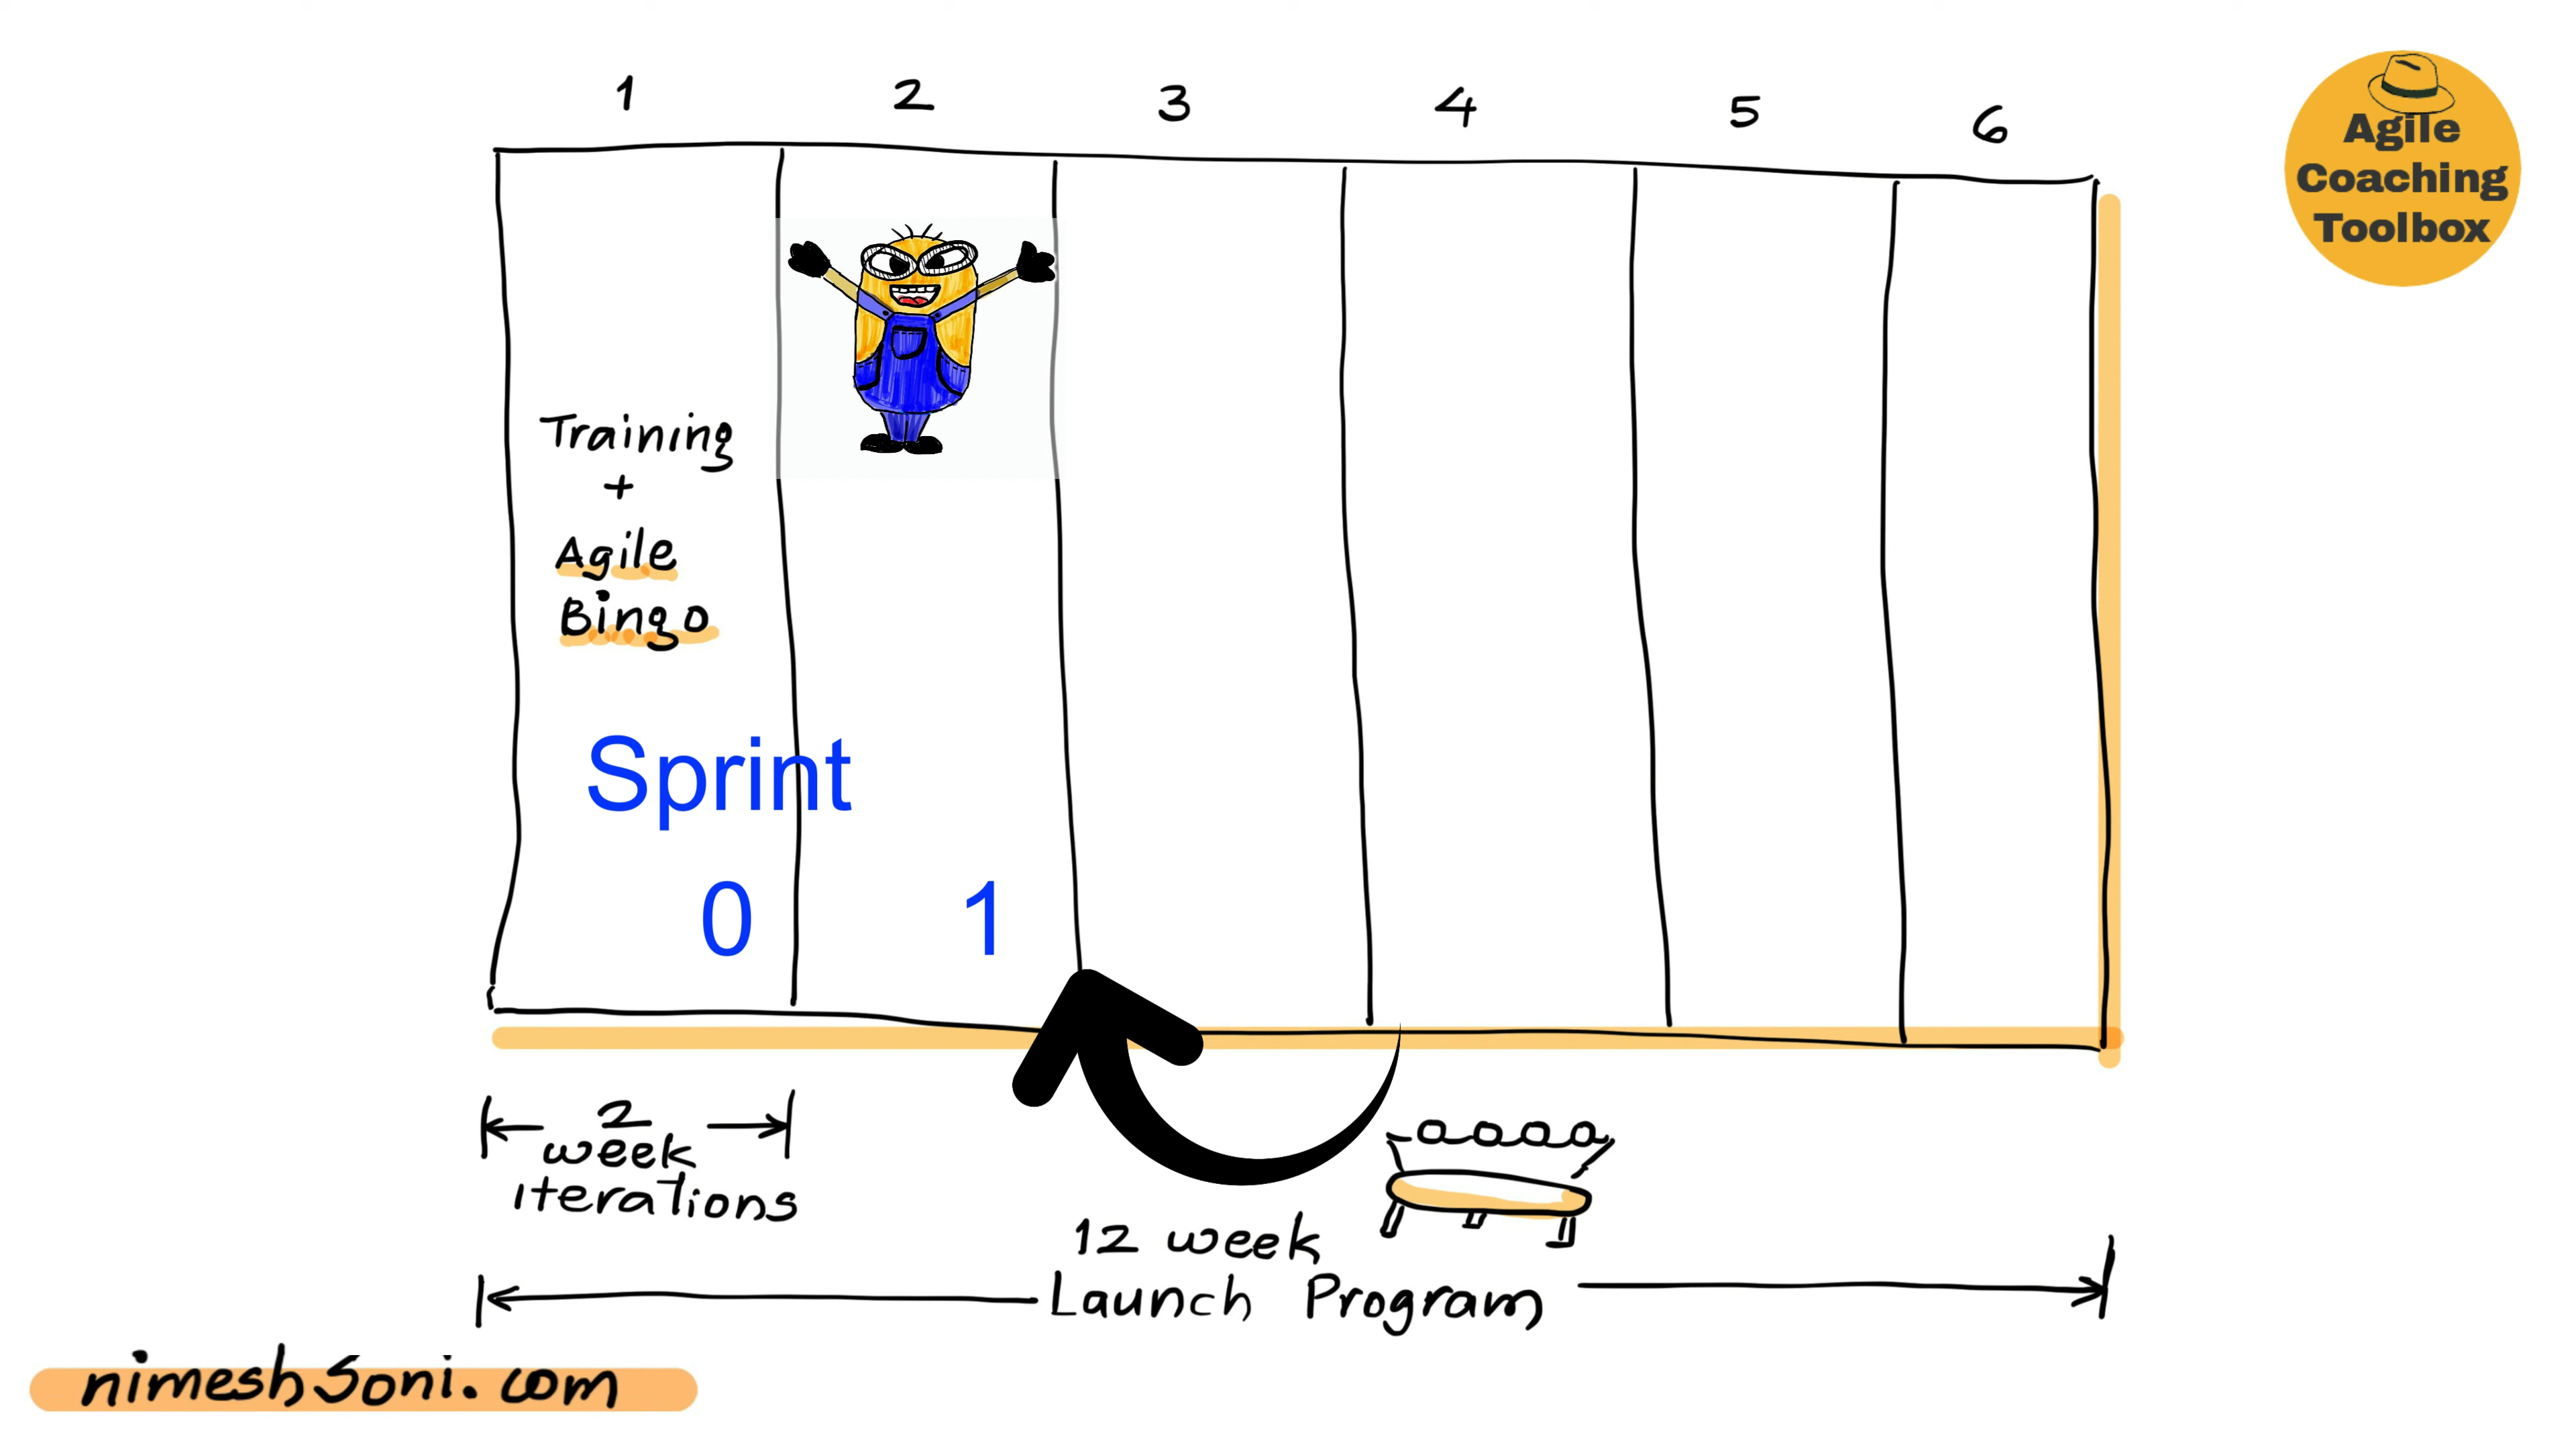 1 2 3 4 5 6
Agile
Coaching
Toolbox
Training
+
Agile
Bingo
Sprint
0 1
2
week
iterations
12 week
Launch Program
nimeshSoni.com